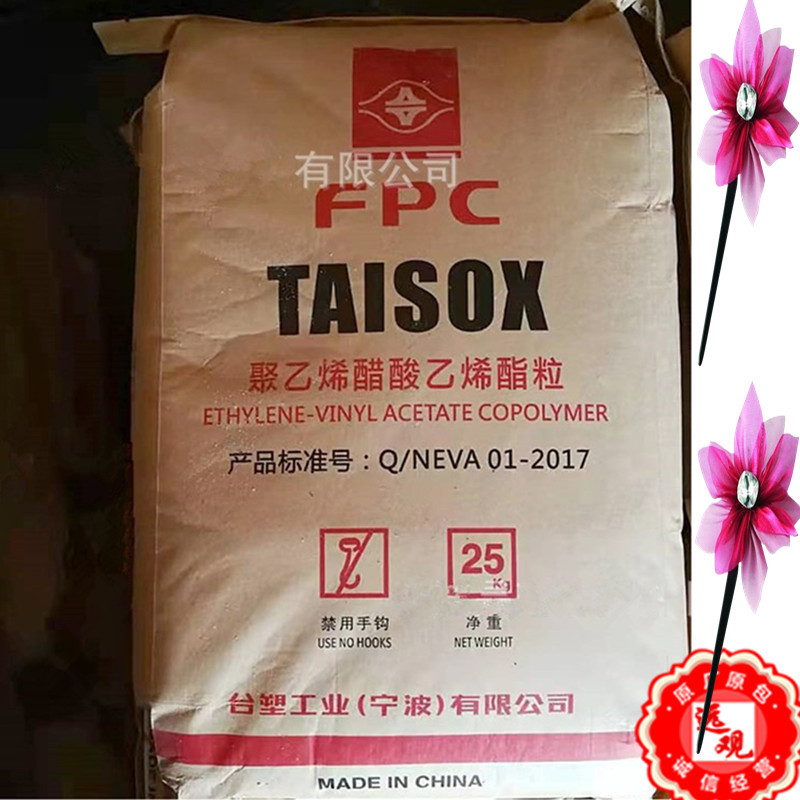 有限公司
FPC
TAISOX
聚乙烯醋酸乙烯酯粒
ETHYLENE-VINYL ACETATE COPOLYMER
产品标准号：Q/NEVA 01-2017
25
Kg
禁用手钩
USE NO HOOKS
净重
NET WEIGHT
台塑工业(宁波)有限公司
MADE IN CHINA
原厂原包
远观
诚信经营